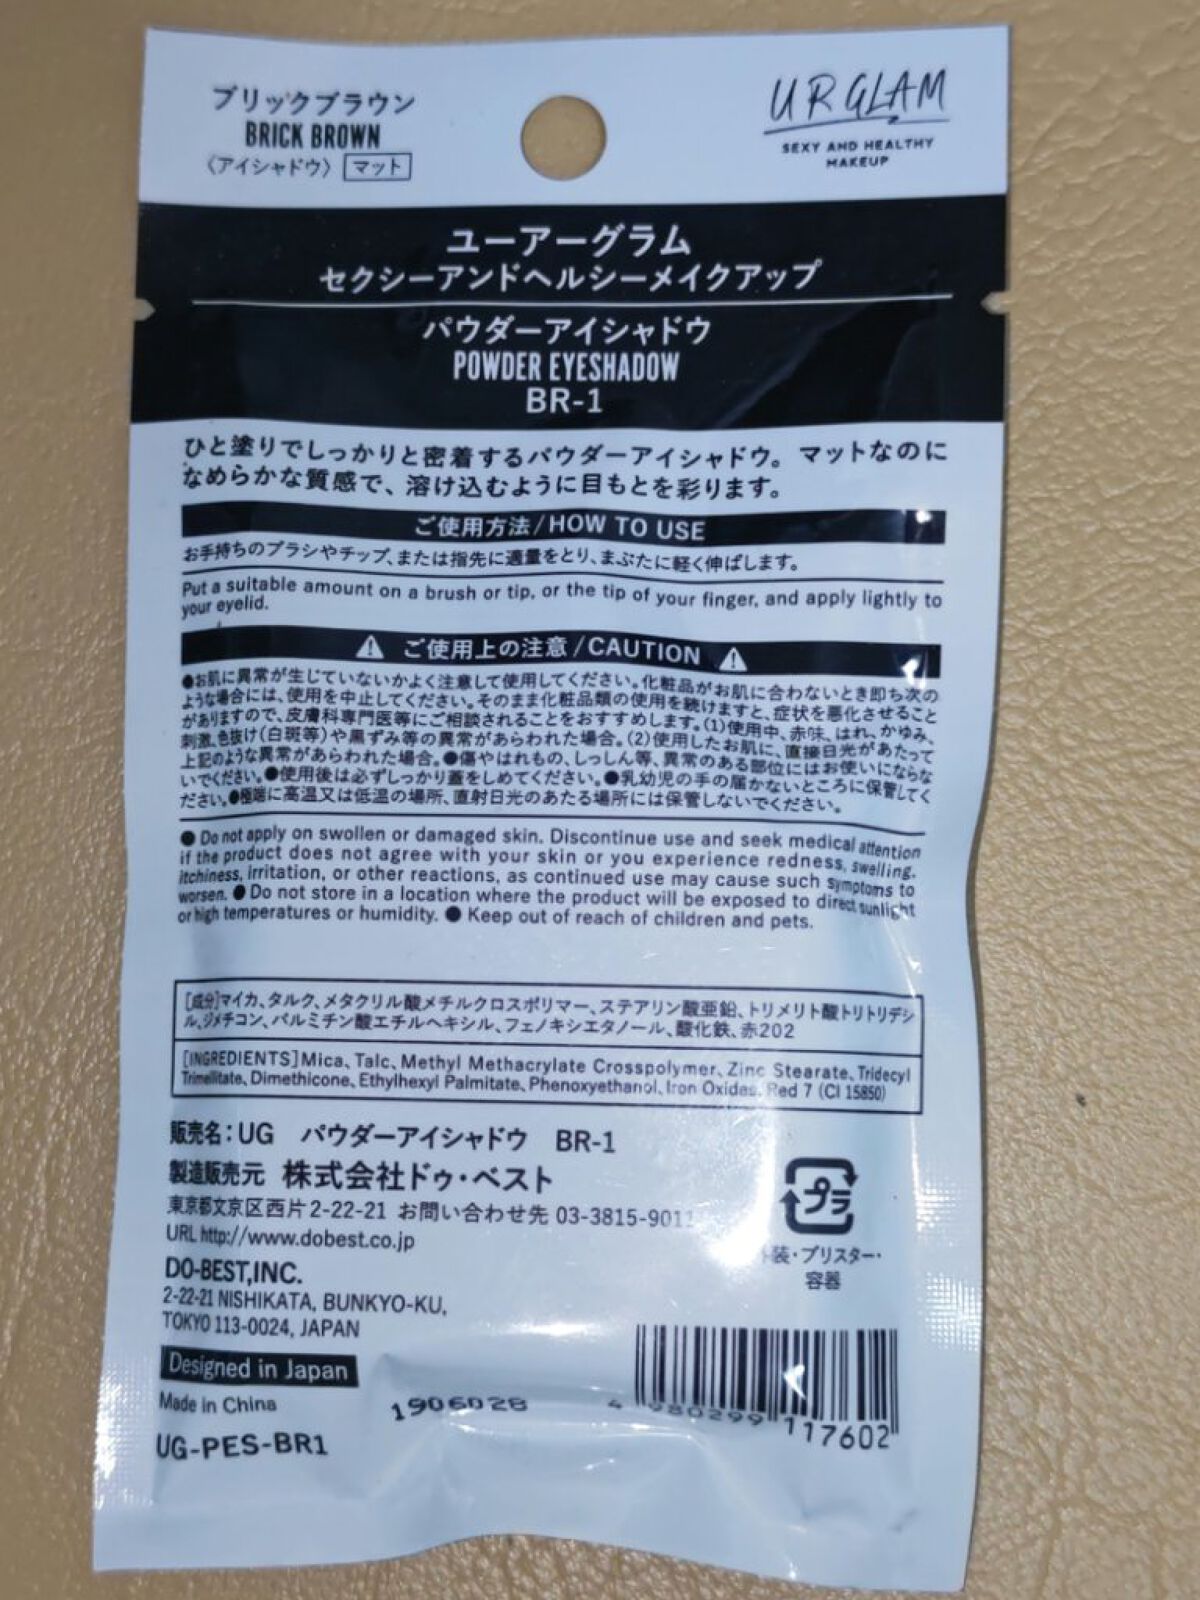 ブリックブラウン
BRICK BROWN
〈アイシャドウ〉 マット
UR GLAM
SEXY AND HEALTHY
MAKEUP
ユーアーグラム
セクシーアンドヘルシーメイクアップ
パウダーアイシャドウ
POWDER EYESHADOW
BR-1
ひと塗りでしっかりと密着するパウダーアイシャドウ。マットなのに
なめらかな質感で、溶け込むように目もとを彩ります。
ご使用方法/HOW TO USE
お手持ちのブラシやチップ、または指先に適量をとり、まぶたに軽く伸ばします。
Put a suitable amount on a brush or tip, or the tip of your finger, and apply lightly to
your eyelid.
ご使用上の注意/CAUTION
●お肌に異常が生じていないかよく注意して使用してください。化粧品がお肌に合わないとき即ち次の
ような場合には、使用を中止してください。そのまま化粧品類の使用を続けますと、症状を悪化させること
がありますので、皮膚科専門医等にご相談されることをおすすめします。(1)使用中、赤味、はれ、かゆみ、
刺激、色抜け(白斑等)や黒ずみ等の異常があらわれた場合。(2)使用したお肌に、直接日光があたって
上記のような異常があらわれた場合。●傷やはれもの、しっしん等、異常のある部位にはお使いにならな
いでください。●使用後は必ずしっかり蓋をしめてください。●乳幼児の手の届かないところに保管してく
ださい。●極端に高温又は低温の場所、直射日光のあたる場所には保管しないでください。
● Do not apply on swollen or damaged skin. Discontinue use and seek medical attention
if the product does not agree with your skin or you experience redness, swelling,
itchiness, irritation, or other reactions, as continued use may cause such symptoms to
worsen. ● Do not store in a location where the product will be exposed to direct sunlight
or high temperatures or humidity. ● Keep out of reach of children and pets.
[成分]マイカ、タルク、メタクリル酸メチルクロスポリマー、ステアリン酸亜鉛、トリメリト酸トリトリデシ
ル、ジメチコン、パルミチン酸エチルヘキシル、フェノキシエタノール、酸化鉄、赤202
[INGREDIENTS]Mica、Talc、Methyl Methacrylate Crosspolymer、Zinc Stearate、Tridecyl
Trimellitate、Dimethicone、Ethylhexyl Palmitate、Phenoxyethanol、Iron Oxides、Red 7 (CI 15850)
販売名：UG パウダーアイシャドウ BR-1
製造販売元 株式会社ドゥ・ベスト
東京都文京区西片2-22-21 お問い合わせ先 03-3815-9011
URL http://www.dobest.co.jp
DO-BEST,INC.
2-22-21 NISHIKATA, BUNKYO-KU,
TOKYO 113-0024, JAPAN
プラ
装・ブリスター・
容器
Designed in Japan
Made in China
UG-PES-BR1
1906028
4 980299 117602